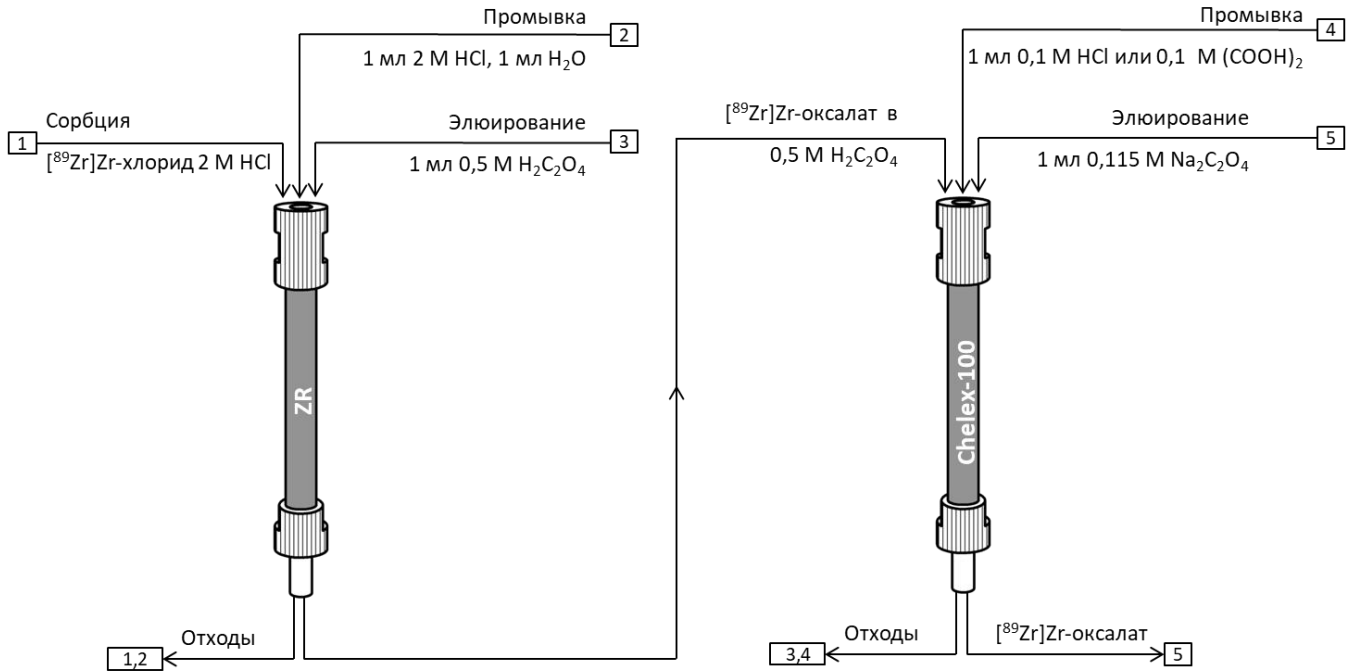 Промывка
2
1 мл 2 М HCl, 1 мл H₂O
Сорбция
1
[⁸⁹Zr]Zr-хлорид 2 М HCl
Элюирование
3
1 мл 0,5 М H₂C₂O₄
ZR
Отходы
1,2
[⁸⁹Zr]Zr-оксалат в
0,5 М H₂C₂O₄
Промывка
4
1 мл 0,1 М HCl или 0,1 М (COOH)₂
Элюирование
5
1 мл 0,115 М Na₂C₂O₄
Chelex-100
Отходы
3,4
[⁸⁹Zr]Zr-оксалат
5